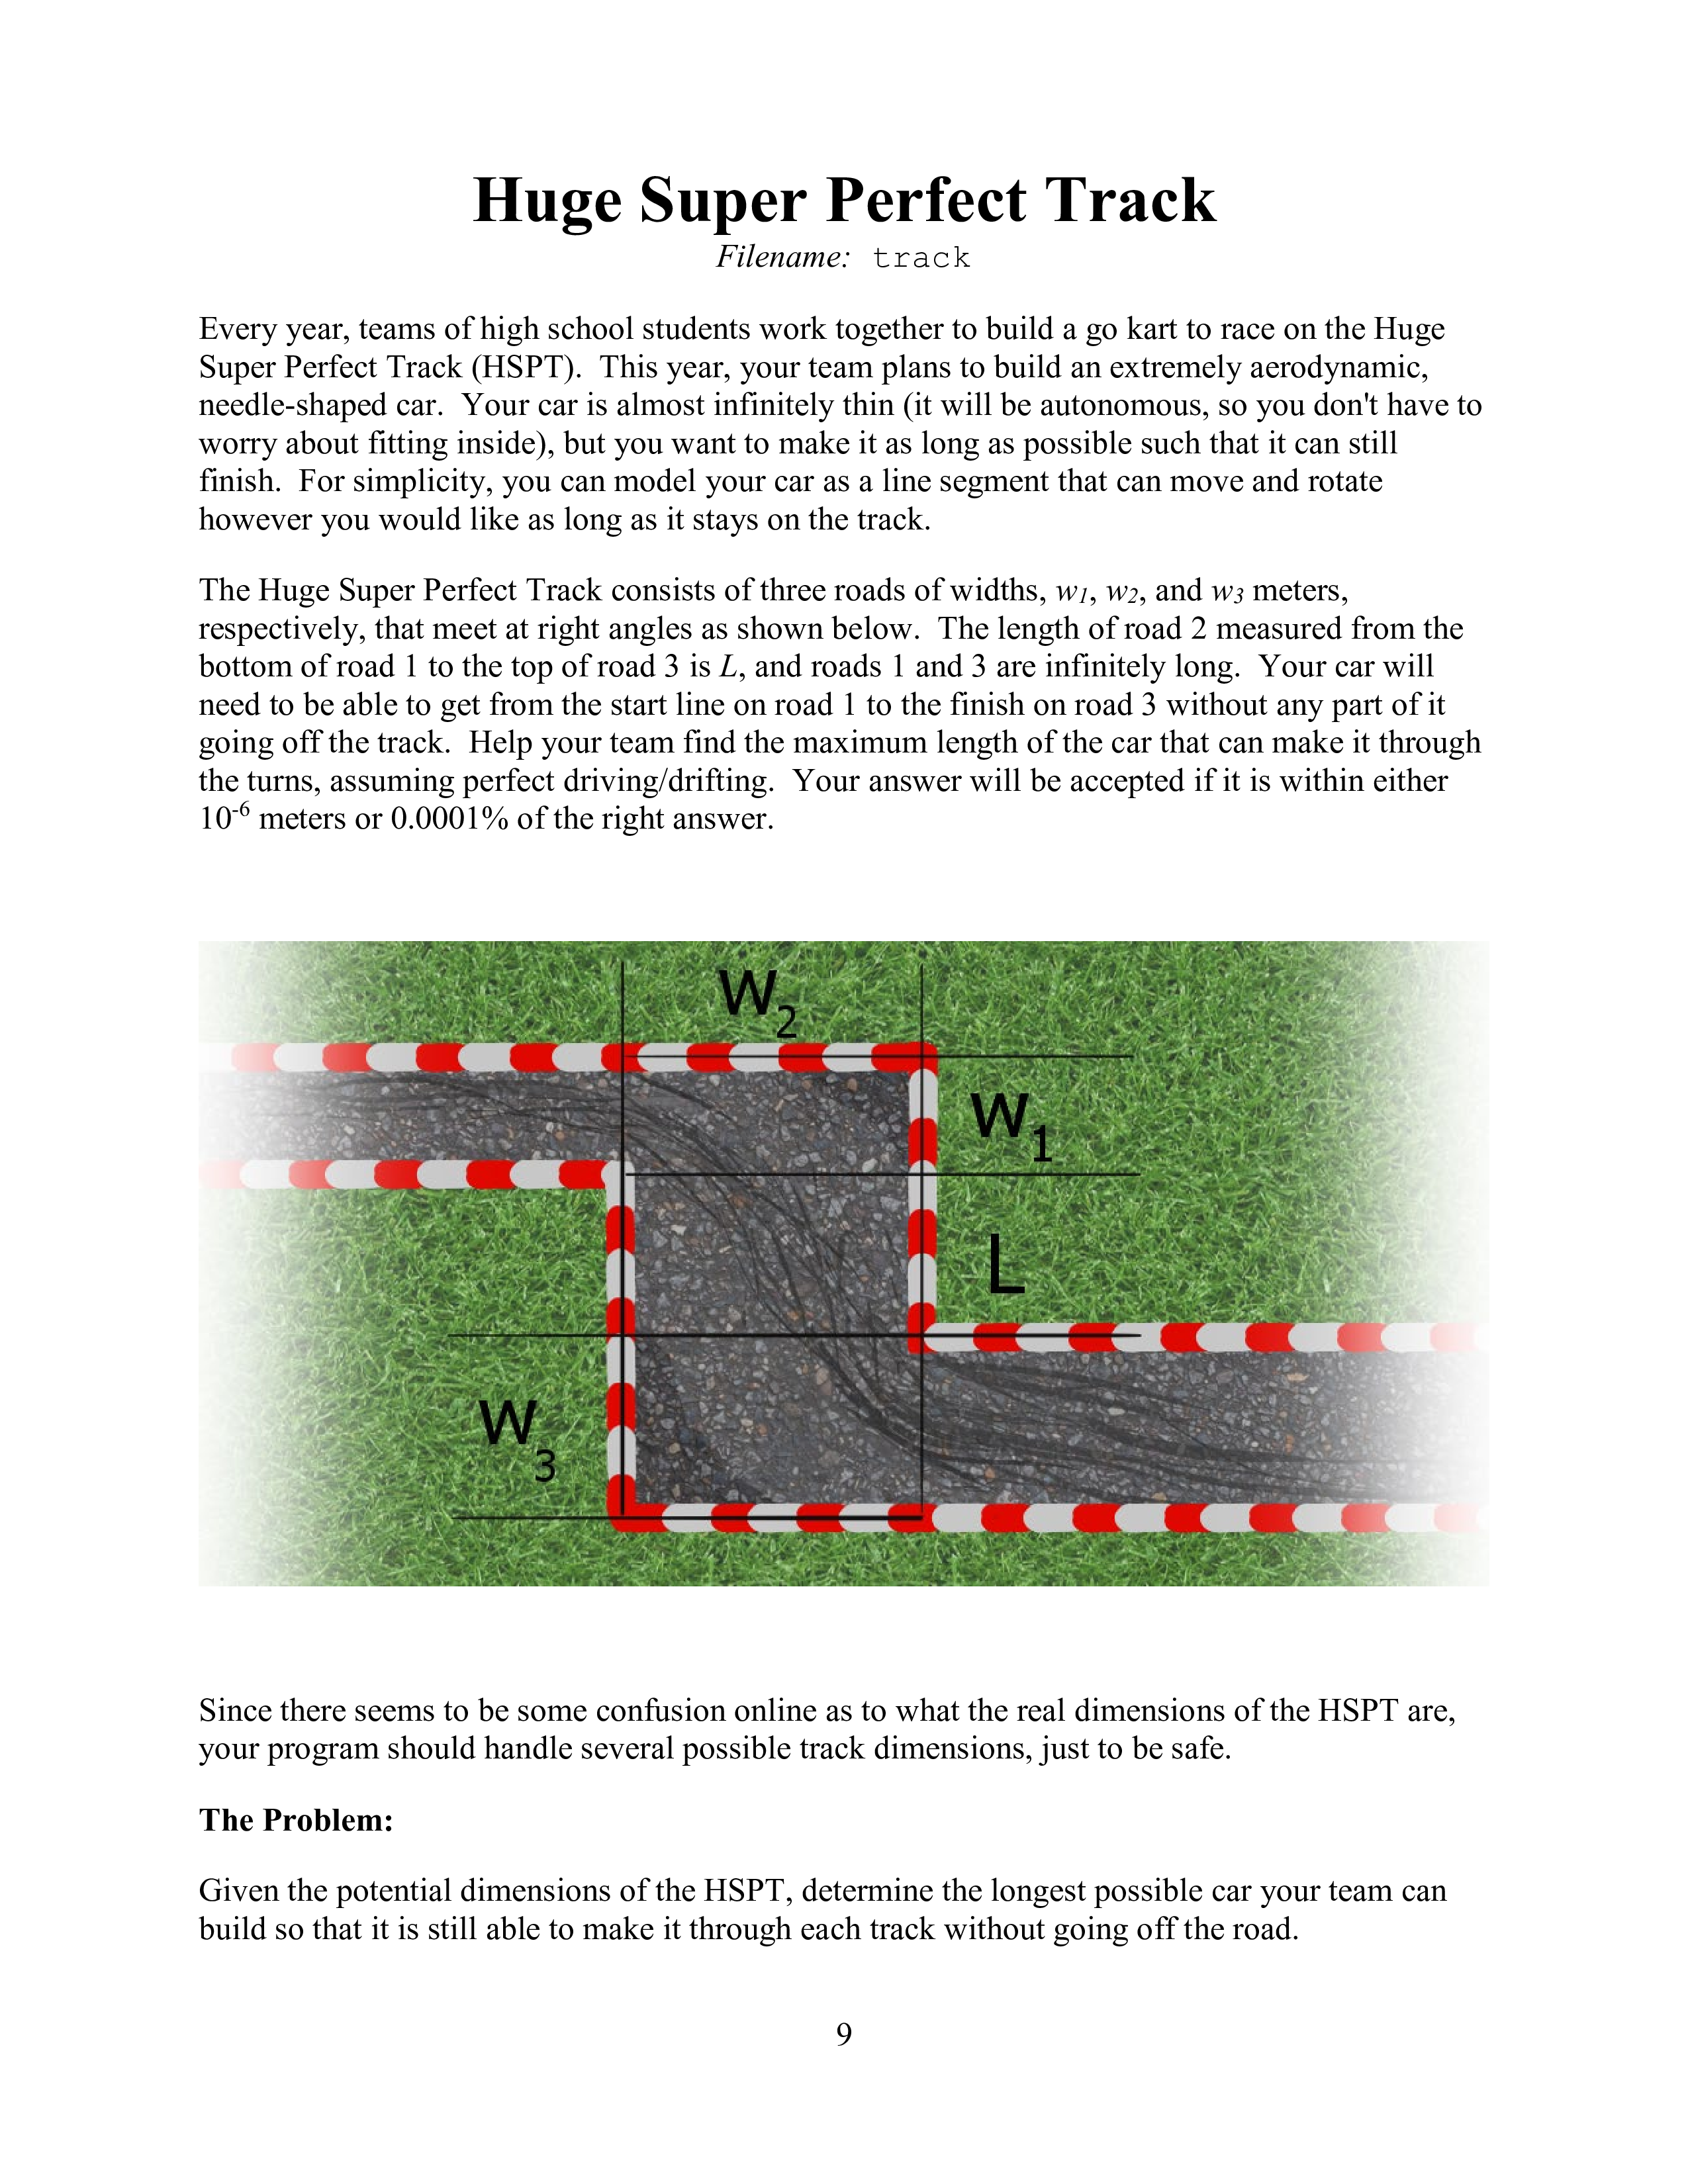 Huge Super Perfect Track
Filename: track
Every year, teams of high school students work together to build a go kart to race on the Huge
Super Perfect Track (HSPT). This year, your team plans to build an extremely aerodynamic,
needle-shaped car. Your car is almost infinitely thin (it will be autonomous, so you don't have to
worry about fitting inside), but you want to make it as long as possible such that it can still
finish. For simplicity, you can model your car as a line segment that can move and rotate
however you would like as long as it stays on the track.
The Huge Super Perfect Track consists of three roads of widths, w1, w2, and w3 meters,
respectively, that meet at right angles as shown below. The length of road 2 measured from the
bottom of road 1 to the top of road 3 is L, and roads 1 and 3 are infinitely long. Your car will
need to be able to get from the start line on road 1 to the finish on road 3 without any part of it
going off the track. Help your team find the maximum length of the car that can make it through
the turns, assuming perfect driving/drifting. Your answer will be accepted if it is within either
10-6 meters or 0.0001% of the right answer.
W2
W1
L
W3
Since there seems to be some confusion online as to what the real dimensions of the HSPT are,
your program should handle several possible track dimensions, just to be safe.
The Problem:
Given the potential dimensions of the HSPT, determine the longest possible car your team can
build so that it is still able to make it through each track without going off the road.
9